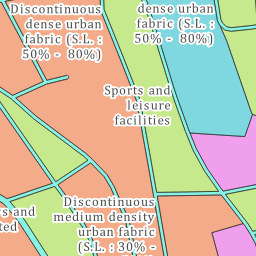 Discontinuous
dense urban
fabric (S.L. :
50% - 80%)
dense urban
fabric (S.L. :
50% - 80%)
Sports and
leisure
facilities
Discontinuous
medium density
urban fabric
(S.L. : 30% -
and